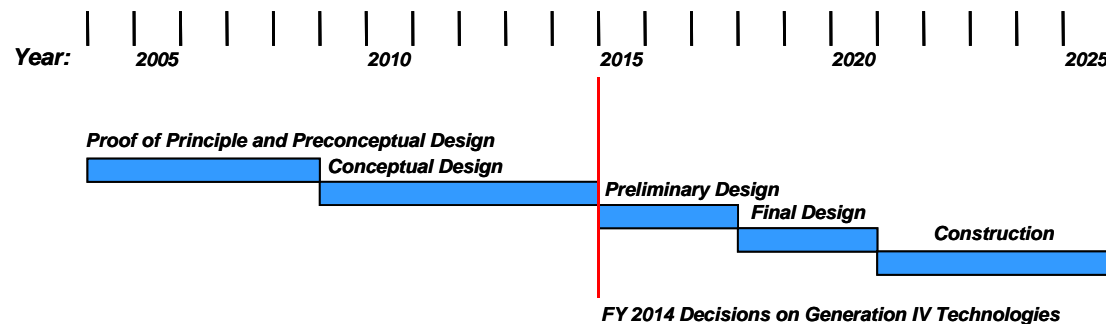 Year:
2005 2010 2015 2020 2025
Proof of Principle and Preconceptual Design
Conceptual Design
Preliminary Design
Final Design
Construction
FY 2014 Decisions on Generation IV Technologies